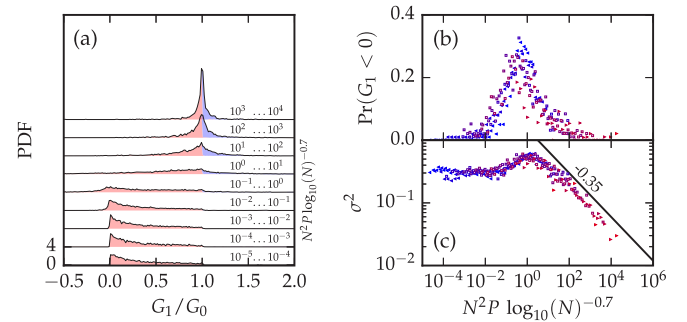 (a)
PDF
10³ ...10⁴
10² ...10³
10¹ ...10²
10⁰ ...10¹
10⁻¹...10⁰
10⁻²...10⁻¹
10⁻³...10⁻²
10⁻⁴...10⁻³
10⁻⁵...10⁻⁴
N²P log₁₀(N)⁻⁰·⁷
4
0
−0.5 0.0 0.5 1.0 1.5 2.0
G₁/G₀
(b)
Pr(G₁ < 0)
0.4
0.2
0.0
(c)
σ²
10⁻¹
10⁻²
-0.35
10⁻⁴ 10⁻² 10⁰ 10² 10⁴ 10⁶
N²P log₁₀(N)⁻⁰·⁷